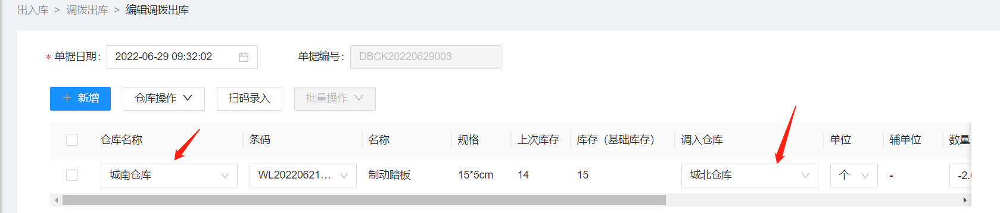 出入库 > 调拨出库 > 编辑调拨出库
* 单据日期: 2022-06-29 09:32:02 单据编号: DBCK20220629003
+ 新增 仓库操作 扫码录入 批量操作
仓库名称 条码 名称 规格 上次库存 库存（基础库存） 调入仓库 单位 辅单位 数量
城南仓库 WL20220621... 制动踏板 15*5cm 14 15 城北仓库 个 - -2.